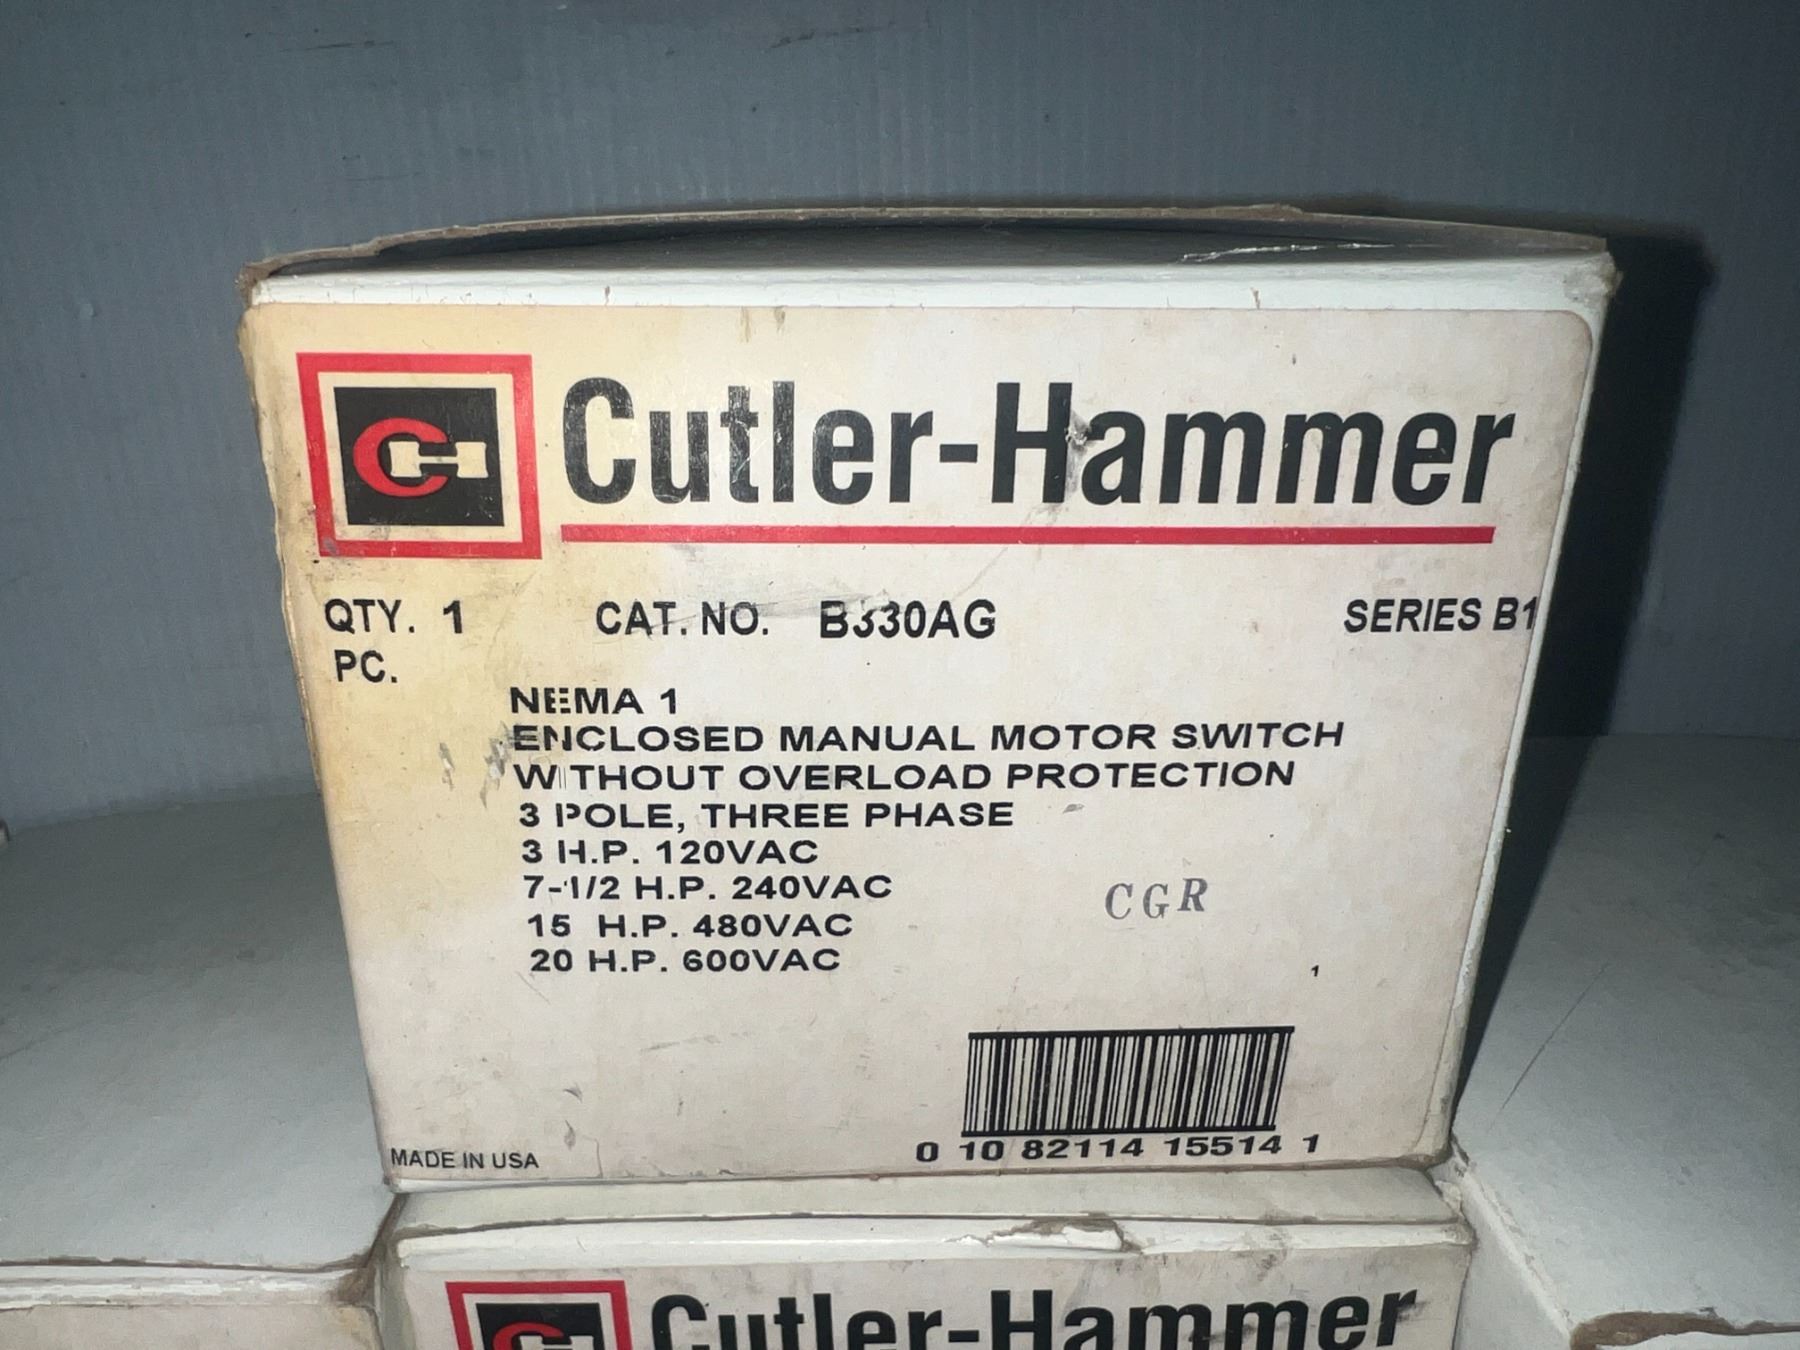 CH Cutler-Hammer
QTY. 1 CAT. NO. B330AG SERIES B1
PC.
NEMA 1
ENCLOSED MANUAL MOTOR SWITCH
WITHOUT OVERLOAD PROTECTION
3 POLE, THREE PHASE
3 H.P. 120VAC
7-1/2 H.P. 240VAC
CGR
15 H.P. 480VAC
20 H.P. 600VAC
1
0 10 82114 15514 1
MADE IN USA
CH Cutler-Hammer